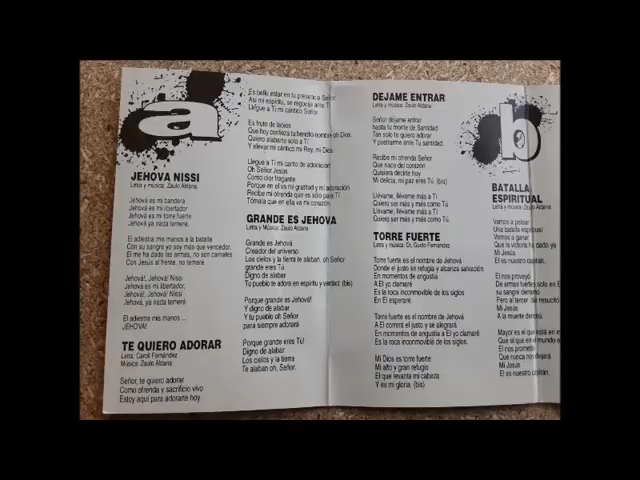 a
JEHOVA NISSI
Letra y música: Zaulo Aldana.
Jehová es mi bandera
Jehová es mi libertador
Jehová es mi torre fuerte
Jehová ya nada temeré.
El adiestra mis manos a la batalla
Con su sangre yo soy más que vencedor.
El me ha dado las armas, no son carnales
Con Jesús al frente, no temeré.
Jehová!, Jehová! Nissi
Jehová es mi libertador,
Jehová!, Jehová! Nissi
Jehová, ya nada temeré
El adiestra mis manos...
JEHOVA!
TE QUIERO ADORAR
Letra: Caroli Fernández
Música: Zaulo Aldana
Señor, te quiero adorar
Como ofrenda y sacrificio vivo
Estoy aquí para adorarte hoy
Es bello estar en tu presencia Señor
Así mi espíritu, se regocija ante Tí
Llegue a Tí mi cántico Señor.
Es fruto de labios
Que hoy confieza tu bendito nombre oh Dios.
Quiero alabarte solo a Tí
Y elevar mi cántico mi Rey, mi Dios
Llegue a Tí mi canto de adoración
Oh Señor Jesús
Como olor fragante
Porque en él va mi gratitud y mi adoración
Recibe mi ofrenda que es sólo para Tí
Tómala que en ella va mi corazón.
GRANDE ES JEHOVA
Letra y Música: Zaulo Aldana
Grande es Jehová
Creador del universo
Los cielos y la tierra te alaban, oh Señor
grande eres Tú
Digno de alabar
Tu pueblo te adora en espíritu y verdad. (bis)
Porque grande es Jehová!
Y digno de alabar
Y tu pueblo oh Señor
para siempre adorará
Porque grande eres Tú!
Digno de alabar
Los cielos y la tierra
Te alaban oh, Señor.
DEJAME ENTRAR
Letra y música: Zaulo Aldana
Señor déjame entrar
hasta tu monte de Santidad
Tan solo te quiero adorar
Y postrarme ante Tu santidad.
Recibe mi ofrenda Señor
Que nace del corazón
Quisiera decirte hoy
Mi delicia, mi paz eres Tú (bis)
Llévame, llévame más a Tí
Quiero ser más y más como Tú.
Llévame, llévame más a Tí
Quiero ser más y más como Tú.
TORRE FUERTE
Letra y música: Dr. Guido Fernandez
Torre fuerte es el nombre de Jehová
Donde el justo se refugia y alcanza salvación
En momentos de angustia
A El yo clamaré
Es la roca inconmovible de los siglos
En El esperaré.
Torre fuerte es el nombre de Jehová
A El correrá el justo y se alegrará
En momentos de angustia a El yo clamaré
Es la roca inconmovible de los siglos.
Mi Dios es torre fuerte
Mi alto y gran refugio
El que levanta mi cabeza
Y es mi gloria. (bis)
b
BATALLA
ESPIRITUAL
Letra y música: Zaulo Aldana
Vamos a pelear
Una batalla espiritual
Vamos a ganar
Que la victoria ha dado ya
Mi Jesús
El es nuestro capitán.
El nos proveyó
De armas fuertes solo en El
su sangre derramó
Pero al tercer día resucitó
Mi Jesús
A la muerte derrotó.
Mayor es el que está en
Que el que en el mundo
El nos prometió
Que nunca nos dejará
Mi Jesús
El es nuestro capitán.